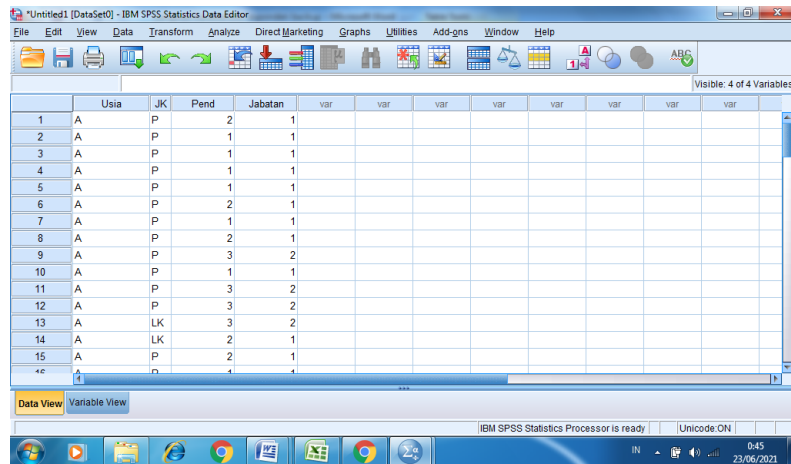 *Untitled1 [DataSet0] - IBM SPSS Statistics Data Editor
File Edit View Data Transform Analyze Direct Marketing Graphs Utilities Add-ons Window Help
Visible: 4 of 4 Variables
Usia JK Pend Jabatan var var var var var var var var
1 A P 2 1
2 A P 1 1
3 A P 1 1
4 A P 1 1
5 A P 1 1
6 A P 2 1
7 A P 1 1
8 A P 2 1
9 A P 3 2
10 A P 1 1
11 A P 3 2
12 A P 3 2
13 A LK 3 2
14 A LK 2 1
15 A P 2 1
16 A P 1 1
Data View Variable View
IBM SPSS Statistics Processor is ready Unicode:ON
IN 0:45
23/06/2021